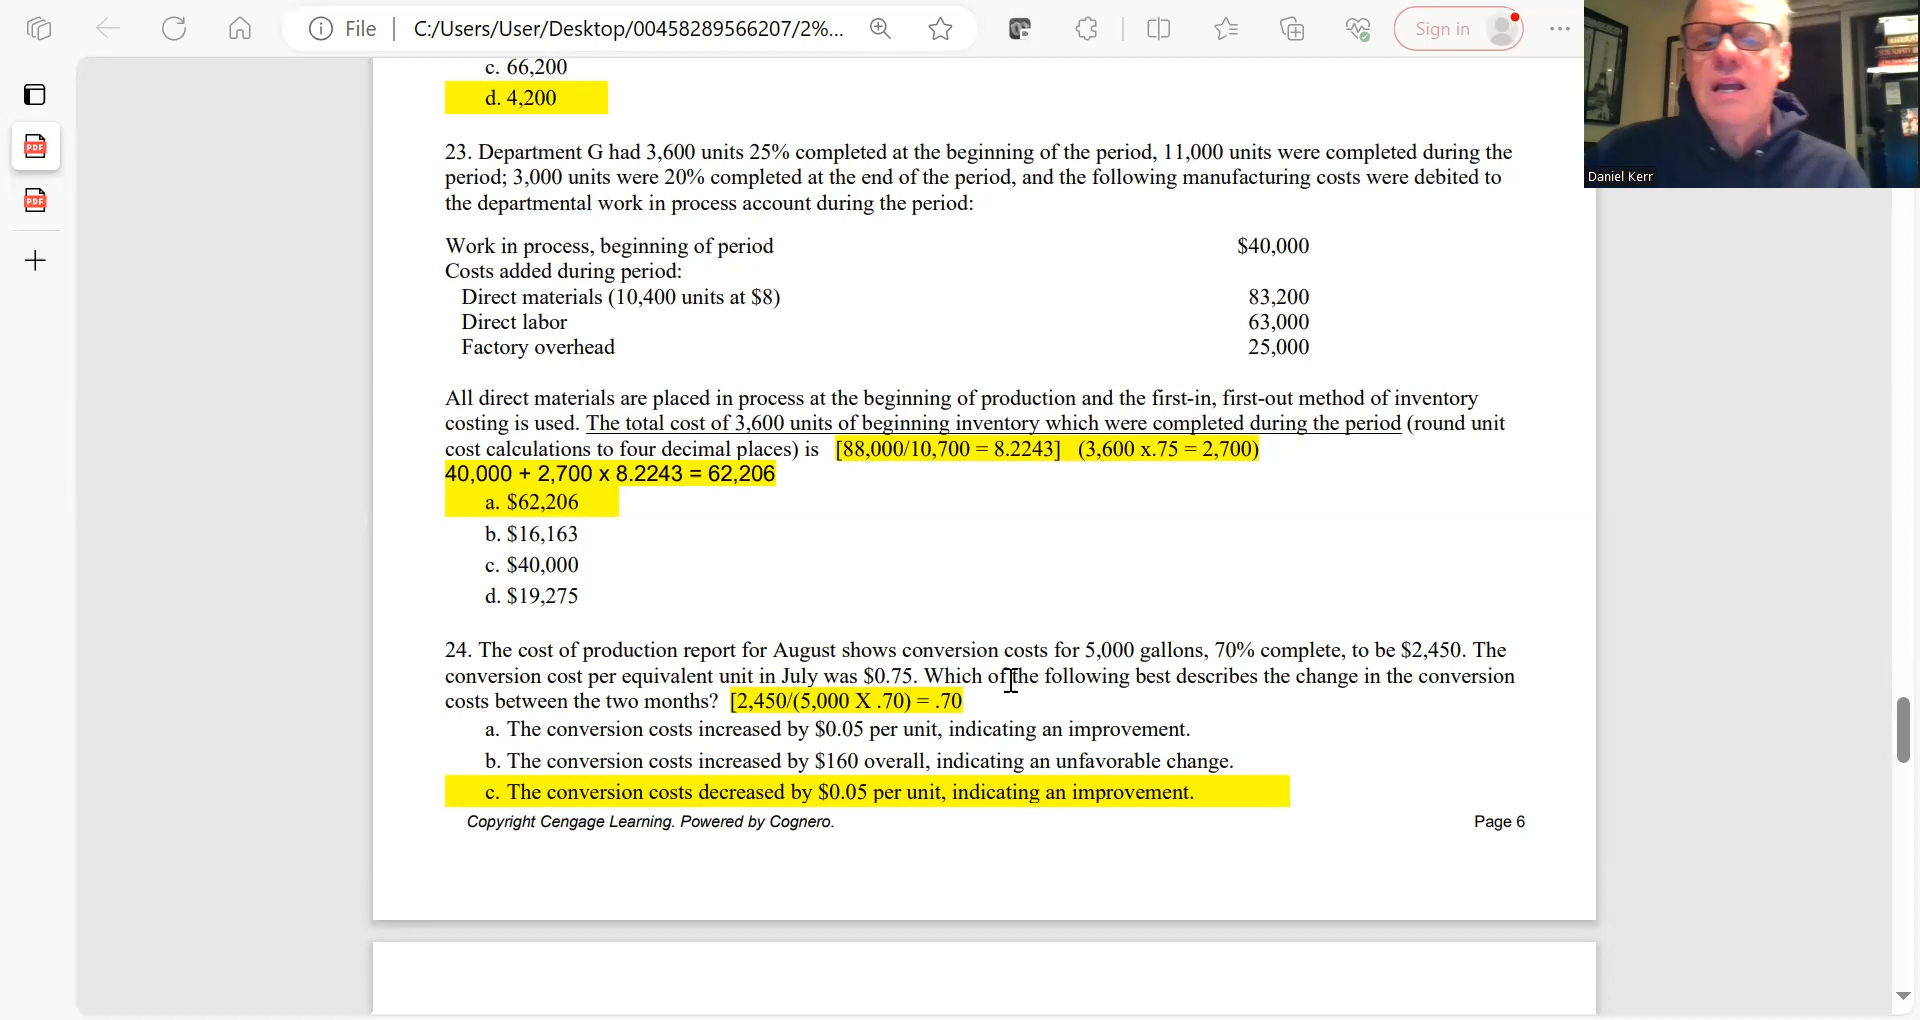 File
C:/Users/User/Desktop/00458289566207/2%...
Sign in
Daniel Kerr
PDF
PDF
c. 66,200
d. 4,200
23. Department G had 3,600 units 25% completed at the beginning of the period, 11,000 units were completed during the
period; 3,000 units were 20% completed at the end of the period, and the following manufacturing costs were debited to
the departmental work in process account during the period:
Work in process, beginning of period $40,000
Costs added during period:
Direct materials (10,400 units at $8) 83,200
Direct labor 63,000
Factory overhead 25,000
All direct materials are placed in process at the beginning of production and the first-in, first-out method of inventory
costing is used. The total cost of 3,600 units of beginning inventory which were completed during the period (round unit
cost calculations to four decimal places) is [88,000/10,700 = 8.2243] (3,600 x.75 = 2,700)
40,000 + 2,700 x 8.2243 = 62,206
a. $62,206
b. $16,163
c. $40,000
d. $19,275
24. The cost of production report for August shows conversion costs for 5,000 gallons, 70% complete, to be $2,450. The
conversion cost per equivalent unit in July was $0.75. Which of the following best describes the change in the conversion
costs between the two months? [2,450/(5,000 X .70) = .70
a. The conversion costs increased by $0.05 per unit, indicating an improvement.
b. The conversion costs increased by $160 overall, indicating an unfavorable change.
c. The conversion costs decreased by $0.05 per unit, indicating an improvement.
Copyright Cengage Learning. Powered by Cognero. Page 6